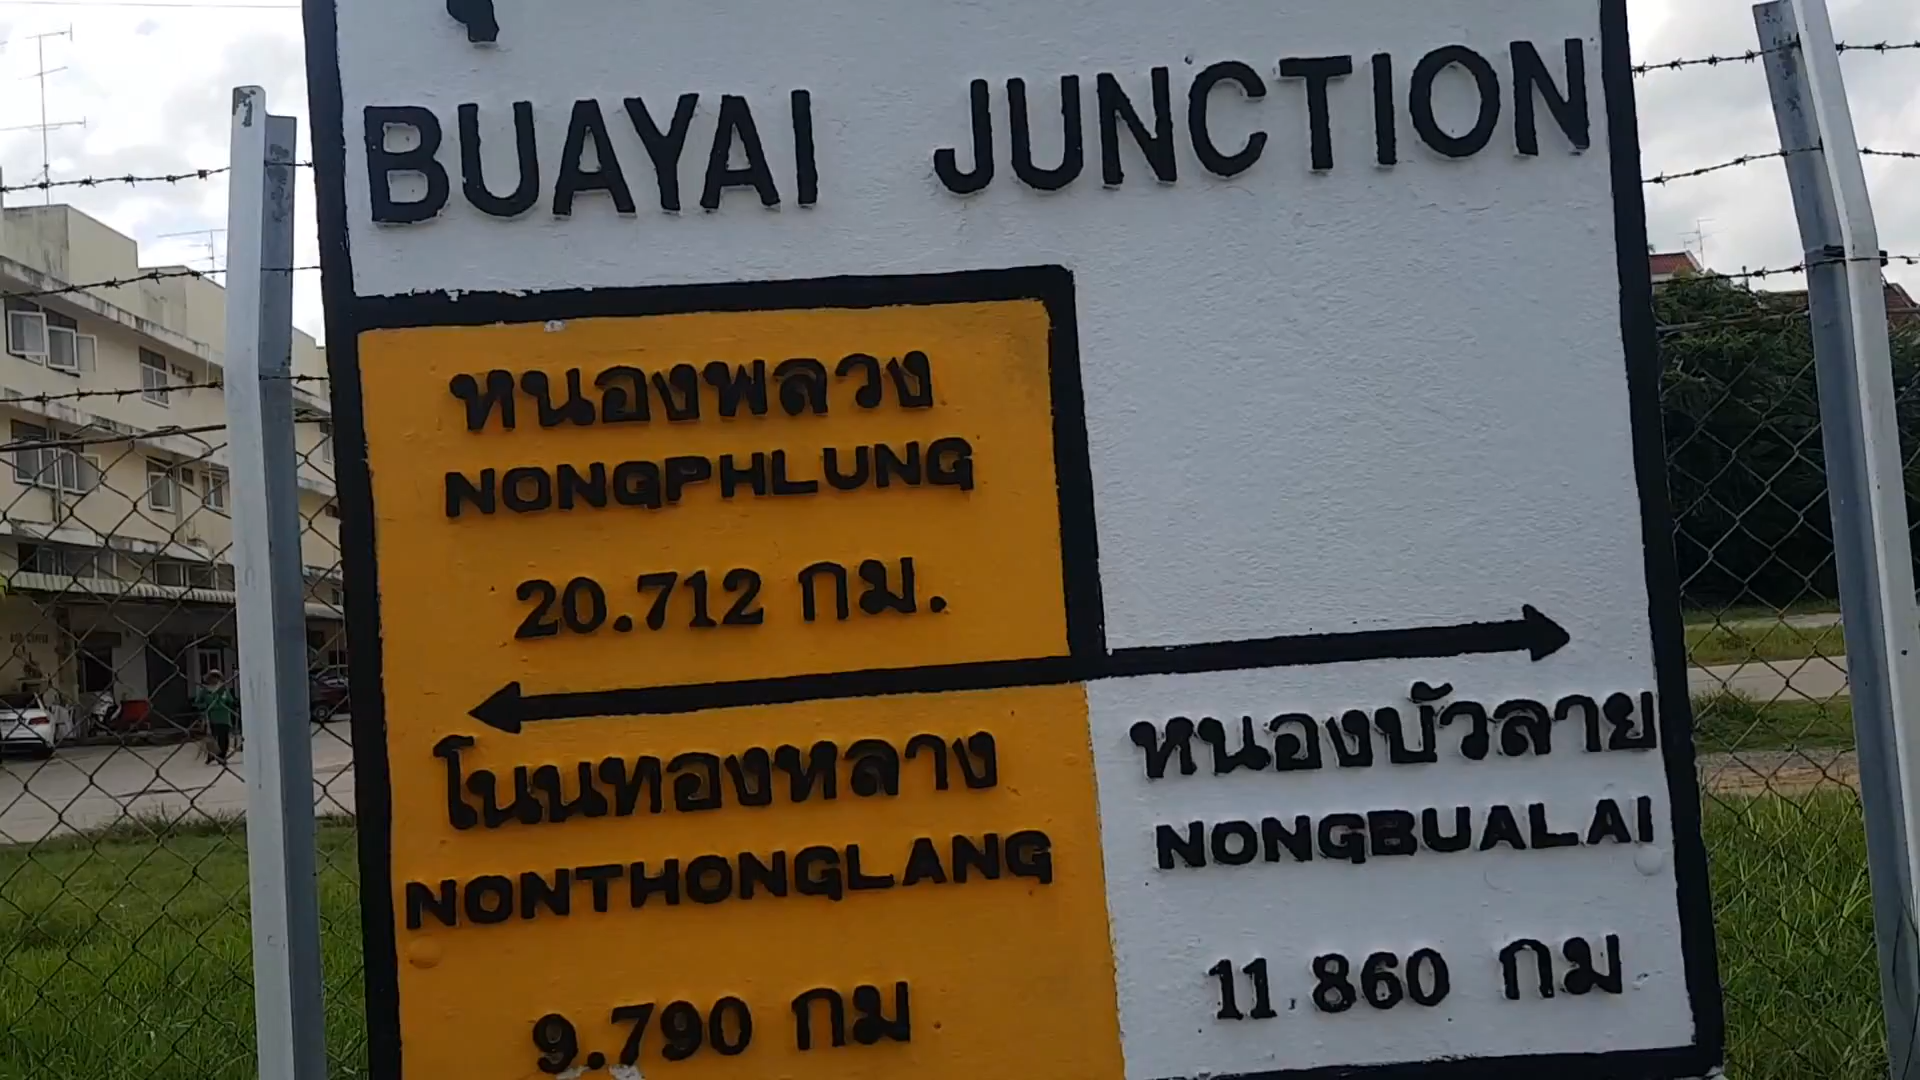 BUAYAI JUNCTION
หนองพลวง
NONGPHLUNG
20.712 กม.
โนนทองหลาง
NONTHONGLANG
9.790 กม
หนองบัวลาย
NONGBUALAI
11.860 กม